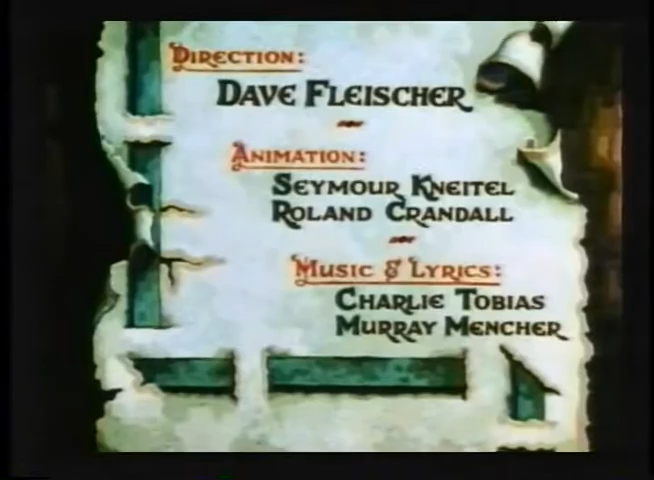 DIRECTION:
DAVE FLEISCHER
ANIMATION:
SEYMOUR KNEITEL
ROLAND CRANDALL
MUSIC & LYRICS:
CHARLIE TOBIAS
MURRAY MENCHER